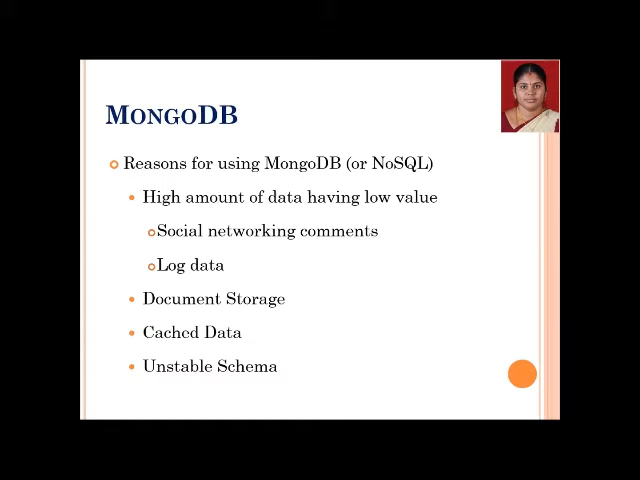 MONGODB
Reasons for using MongoDB (or NoSQL)
High amount of data having low value
Social networking comments
Log data
Document Storage
Cached Data
Unstable Schema